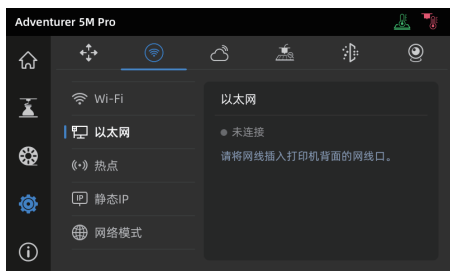 Adventurer 5M Pro
Wi-Fi
以太网
热点
IP 静态IP
网络模式
以太网
未连接
请将网线插入打印机背面的网线口。